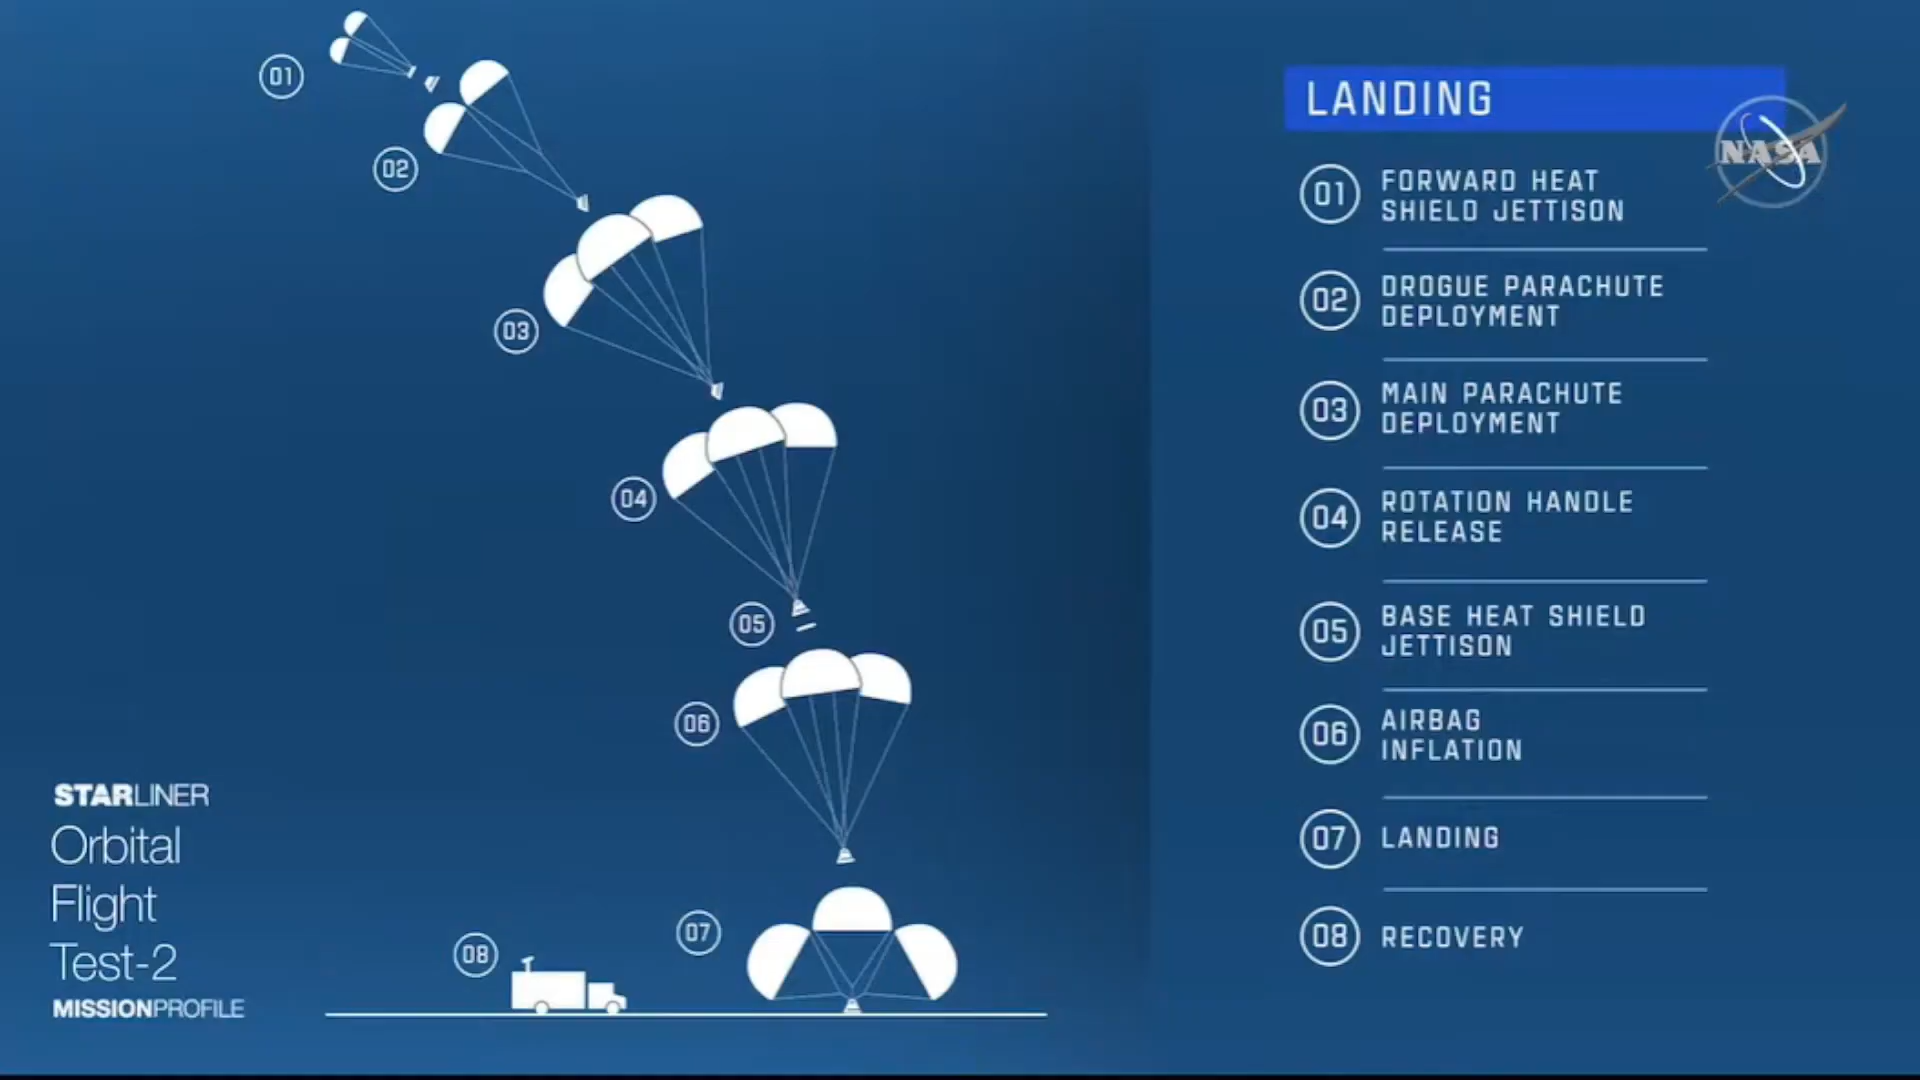 01
02
03
04
05
06
07
08
STARLINER
Orbital
Flight
Test-2
MISSIONPROFILE
LANDING
NASA
01 FORWARD HEAT
SHIELD JETTISON
02 DROGUE PARACHUTE
DEPLOYMENT
03 MAIN PARACHUTE
DEPLOYMENT
04 ROTATION HANDLE
RELEASE
05 BASE HEAT SHIELD
JETTISON
06 AIRBAG
INFLATION
07 LANDING
08 RECOVERY